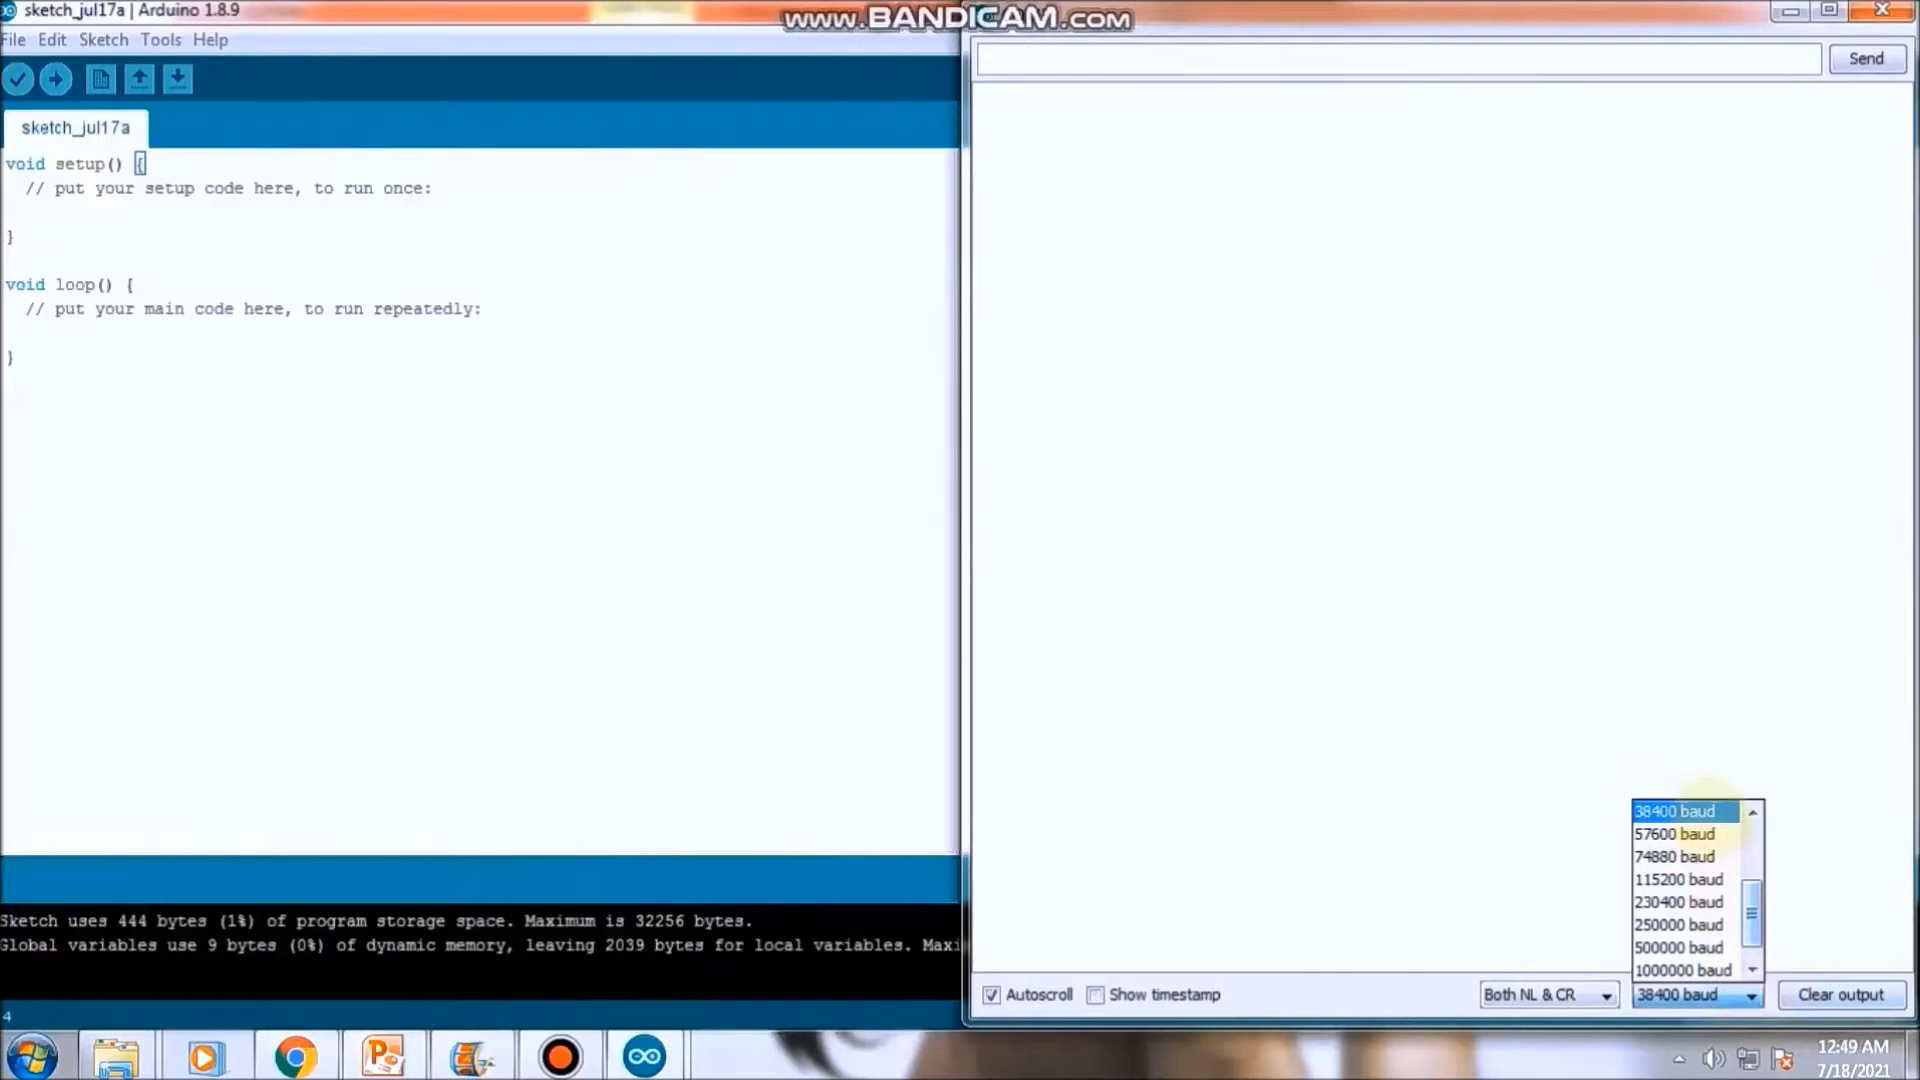 sketch_jul17a | Arduino 1.8.9
www.BANDICAM.com
File Edit Sketch Tools Help
Send
sketch_jul17a
void setup() {
// put your setup code here, to run once:
}
void loop() {
// put your main code here, to run repeatedly:
}
38400 baud
57600 baud
74880 baud
115200 baud
230400 baud
250000 baud
500000 baud
1000000 baud
Sketch uses 444 bytes (1%) of program storage space. Maximum is 32256 bytes.
Global variables use 9 bytes (0%) of dynamic memory, leaving 2039 bytes for local variables. Maxi
Autoscroll Show timestamp Both NL & CR 38400 baud Clear output
4
12:49 AM
7/18/2021